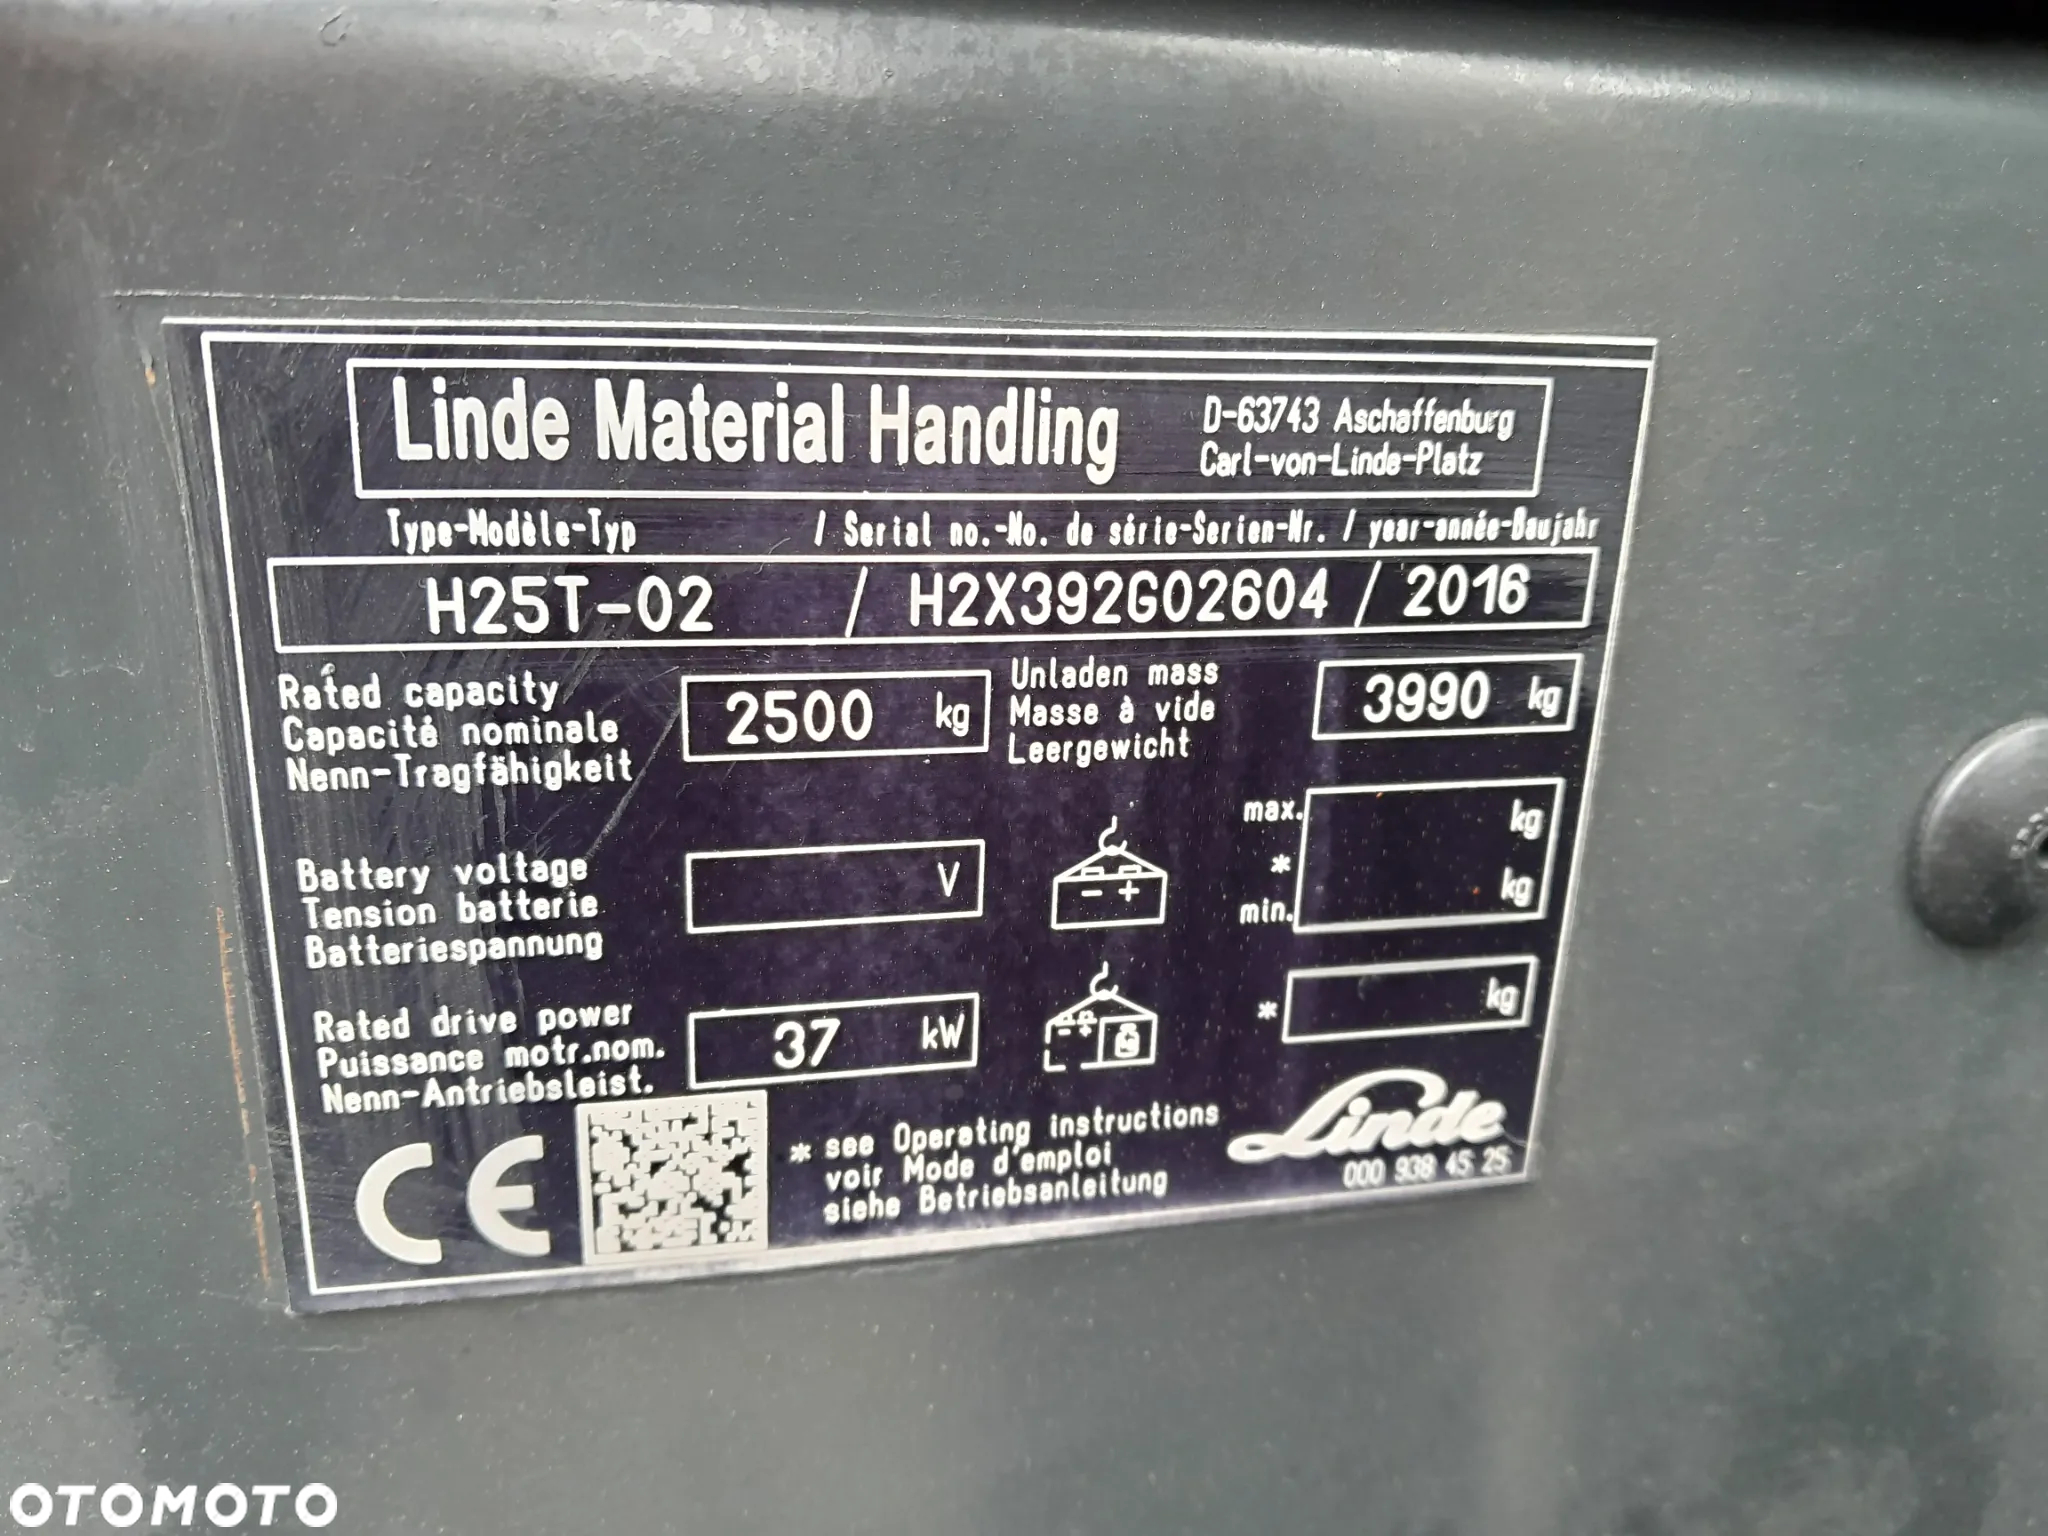 Linde Material Handling
D-63743 Aschaffenburg
Carl-von-Linde-Platz
Type-Modèle-Typ / Serial no.-No. de série-Serien-Nr. / year-année-Baujahr
H25T-02 / H2X392G02604 / 2016
Rated capacity
Capacité nominale
Nenn-Tragfähigkeit
2500 kg
Unladen mass
Masse à vide
Leergewicht
3990 kg
Battery voltage
Tension batterie
Batteriespannung
V
- +
max. kg
*
min. kg
Rated drive power
Puissance motr.nom.
Nenn-Antriebsleist.
37 kW
- +
* kg
CE
* see Operating instructions
voir Mode d'emploi
siehe Betriebsanleitung
Linde
000 938 45 25
OTOMOTO